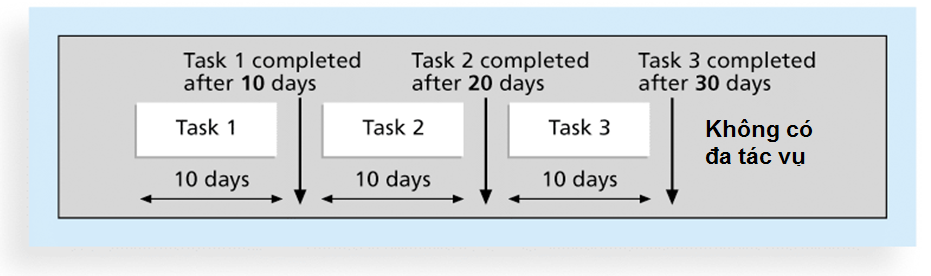 Task 1 completed
after 10 days
Task 2 completed
after 20 days
Task 3 completed
after 30 days
Task 1
Task 2
Task 3
Không có
đa tác vụ
10 days
10 days
10 days